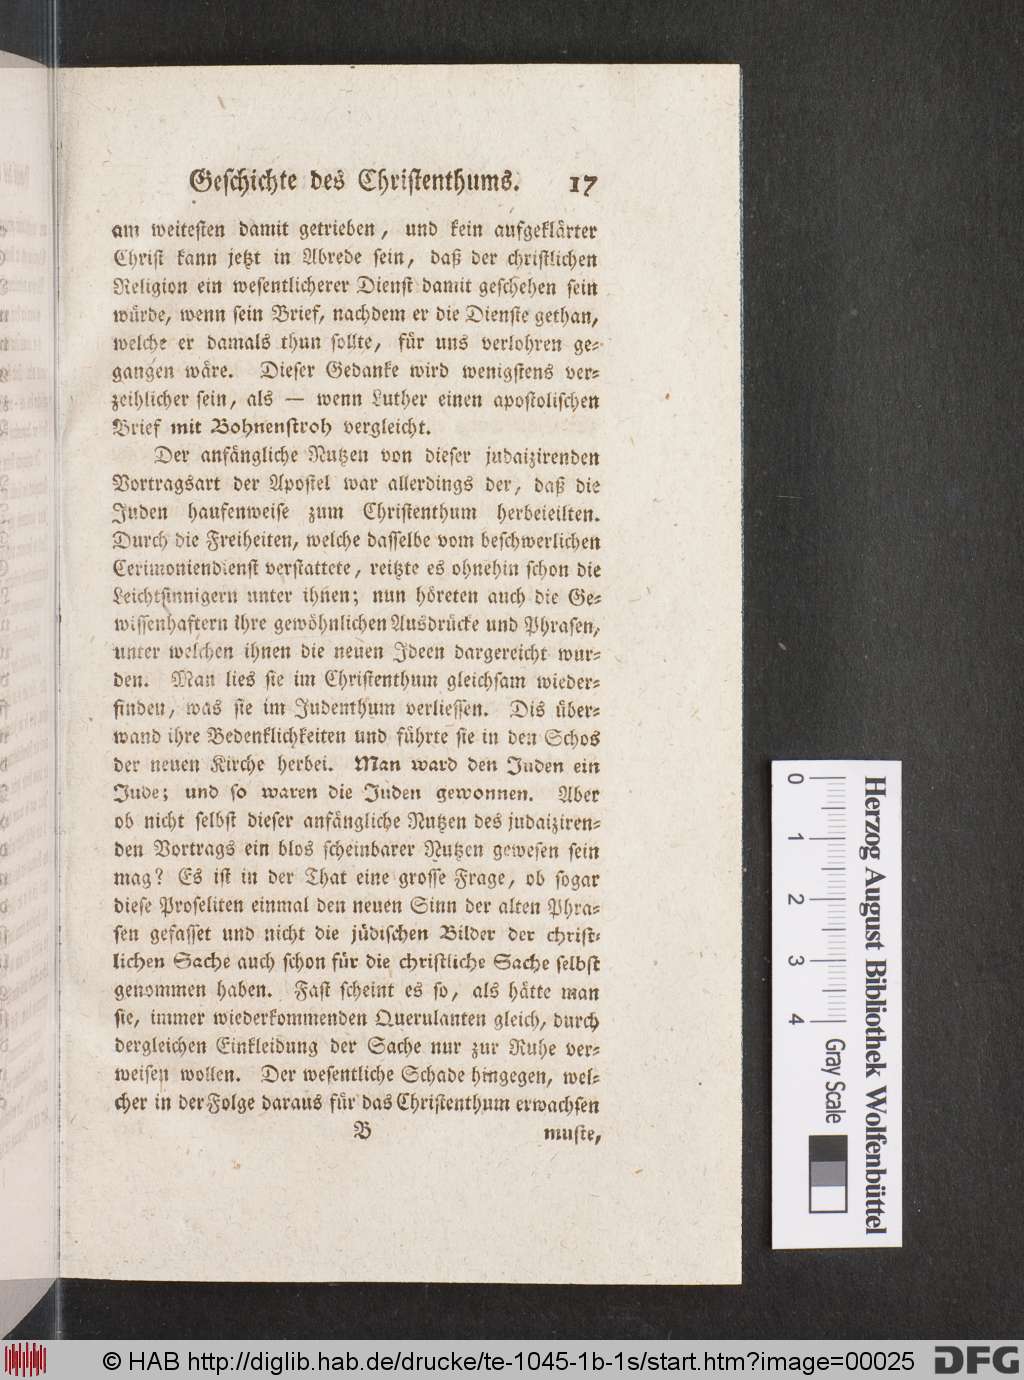 Geschichte des Christenthums. 17
am weitesten damit getrieben, und kein aufgeklärter
Christ kann jetzt in Abrede sein, daß der christlichen
Religion ein wesentlicherer Dienst damit geschehen sein
würde, wenn sein Brief, nachdem er die Dienste gethan,
welche er damals thun sollte, für uns verlohren ge-
gangen wäre. Dieser Gedanke wird wenigstens ver-
zeihlicher sein, als — wenn Luther einen apostolischen
Brief mit Bohnenstroh vergleicht.
Der anfängliche Nutzen von dieser judaizirenden
Vortragsart der Apostel war allerdings der, daß die
Juden haufenweise zum Christenthum herbeieilten.
Durch die Freiheiten, welche dasselbe vom beschwerlichen
Cerimoniendienst verstattete, reitzte es ohnehin schon die
Leichtsinnigern unter ihnen; nun höreten auch die Ge-
wissenhaftern ihre gewöhnlichen Ausdrücke und Phrasen,
unter welchen ihnen die neuen Ideen dargereicht wur-
den. Man lies sie im Christenthum gleichsam wieder-
finden, was sie im Judenthum verliessen. Dis über-
wand ihre Bedenklichkeiten und führte sie in den Schos
der neuen Kirche herbei. Man ward den Juden ein
Jude; und so waren die Juden gewonnen. Aber
ob nicht selbst dieser anfängliche Nutzen des judaiziren-
den Vortrags ein blos scheinbarer Nutzen gewesen sein
mag? Es ist in der That eine grosse Frage, ob sogar
diese Proseliten einmal den neuen Sinn der alten Phra-
sen gefasset und nicht die jüdischen Bilder der christ-
lichen Sache auch schon für die christliche Sache selbst
genommen haben. Fast scheint es so, als hätte man
sie, immer wiederkommenden Querulanten gleich, durch
dergleichen Einkleidung der Sache nur zur Ruhe ver-
weisen wollen. Der wesentliche Schade hingegen, wel-
cher in der Folge daraus für das Christenthum erwachsen
B muste,
0 1 2 3 4 Gray Scale
Herzog August Bibliothek Wolfenbüttel
© HAB http://diglib.hab.de/drucke/te-1045-1b-1s/start.htm?image=00025
DFG